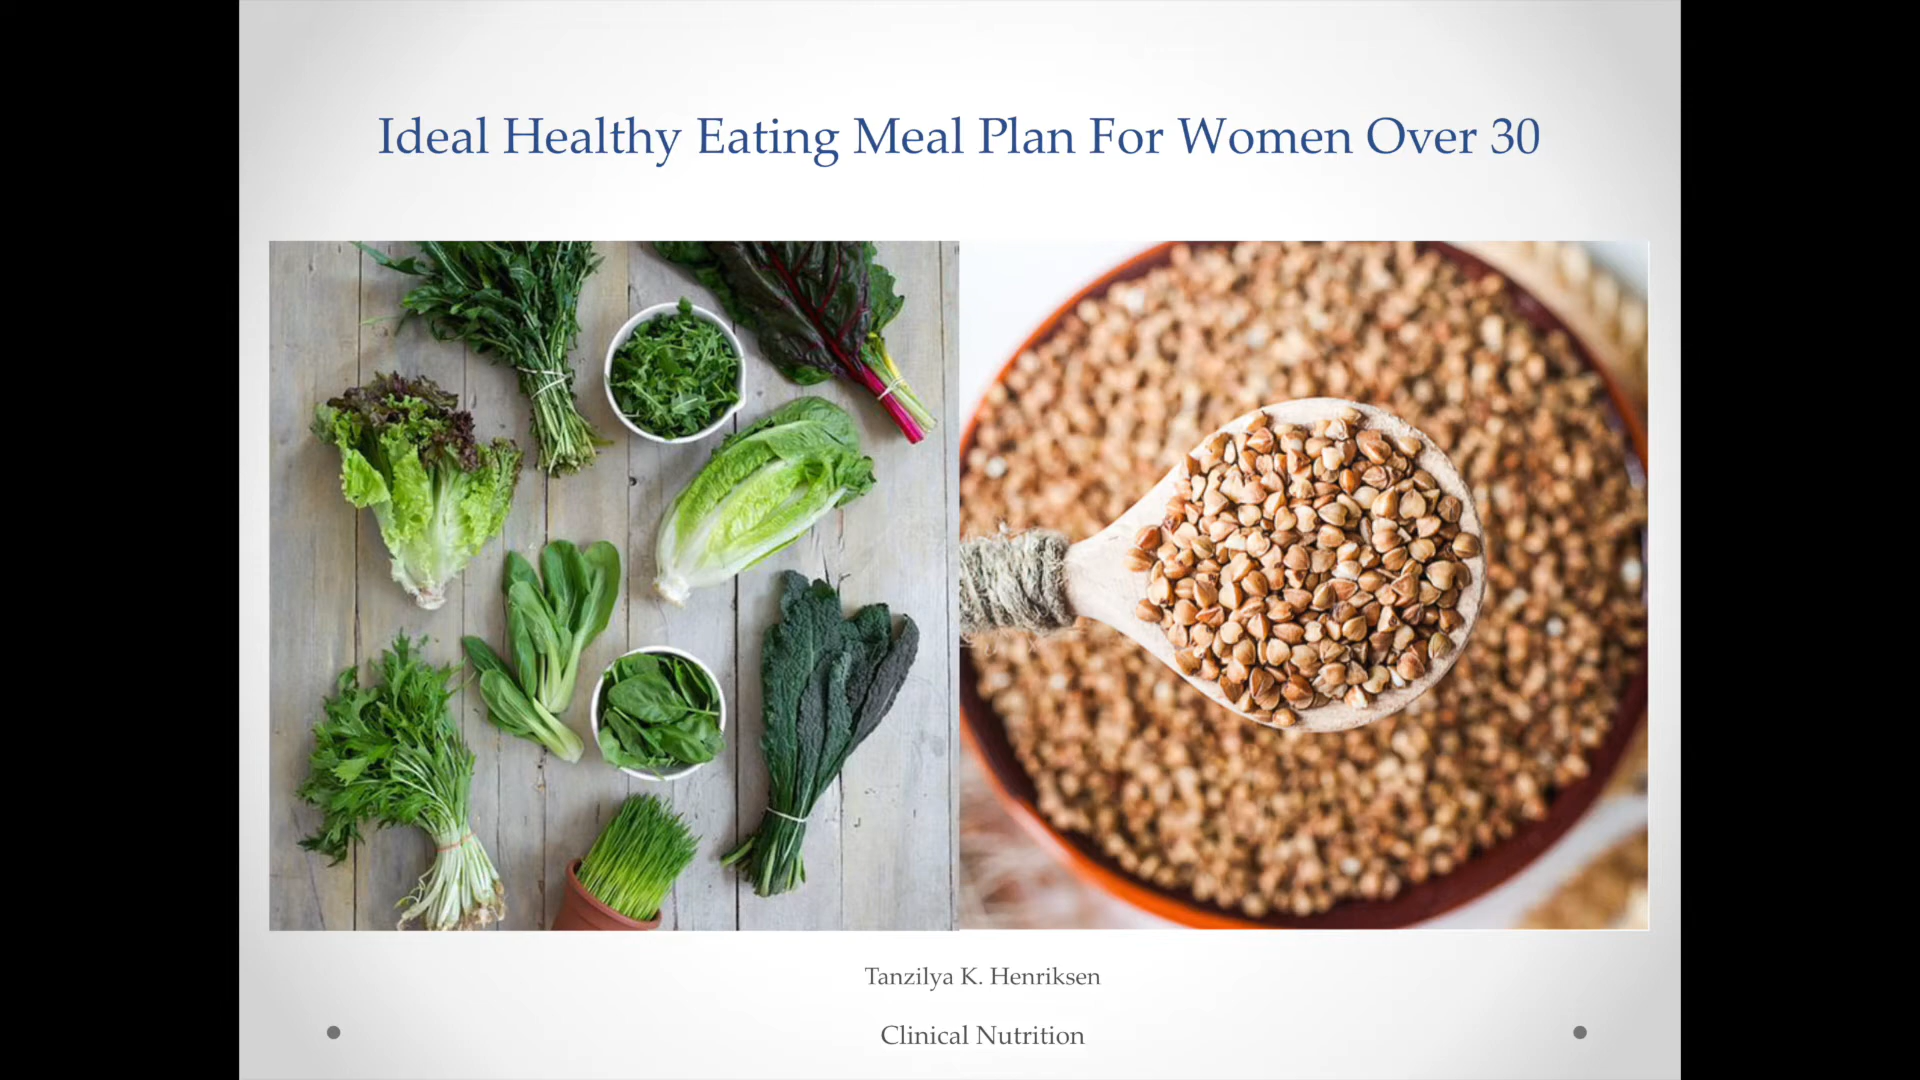 Ideal Healthy Eating Meal Plan For Women Over 30
Tanzilya K. Henriksen
Clinical Nutrition